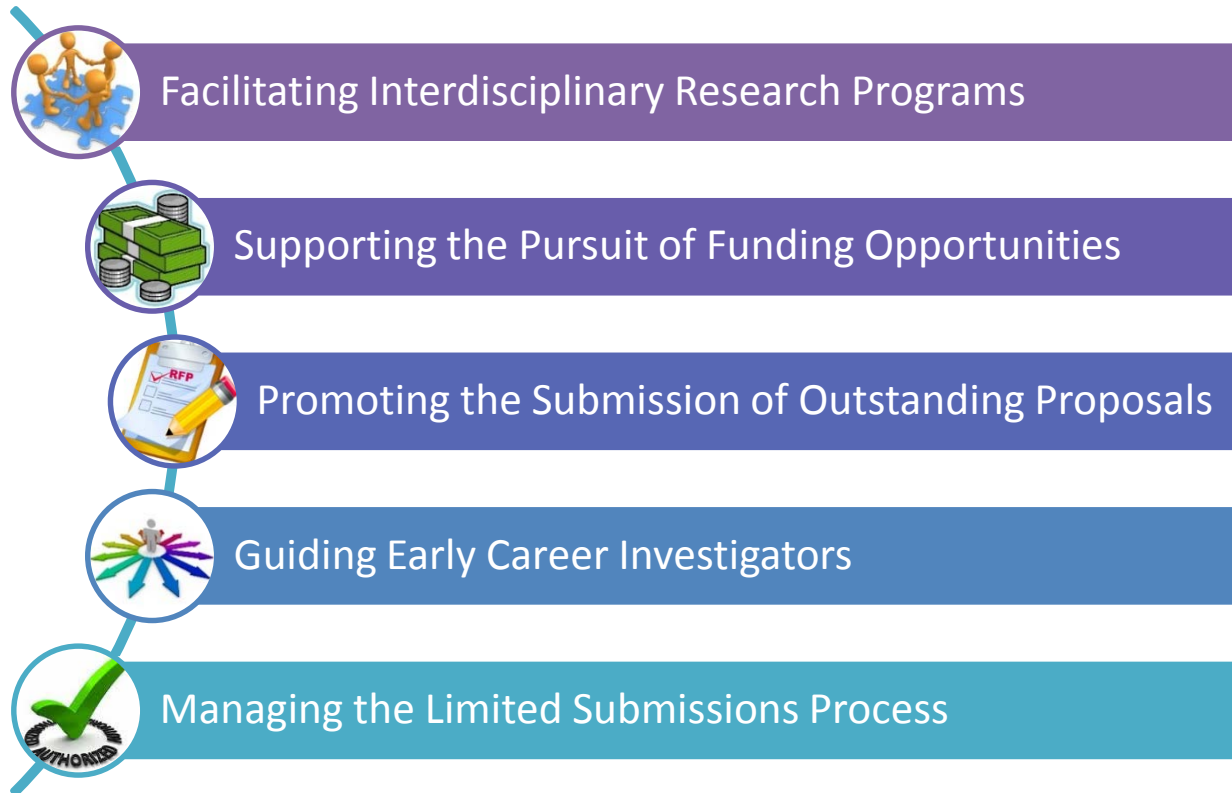 Facilitating Interdisciplinary Research Programs
Supporting the Pursuit of Funding Opportunities
RFP
Promoting the Submission of Outstanding Proposals
Guiding Early Career Investigators
Managing the Limited Submissions Process
AUTHORIZED